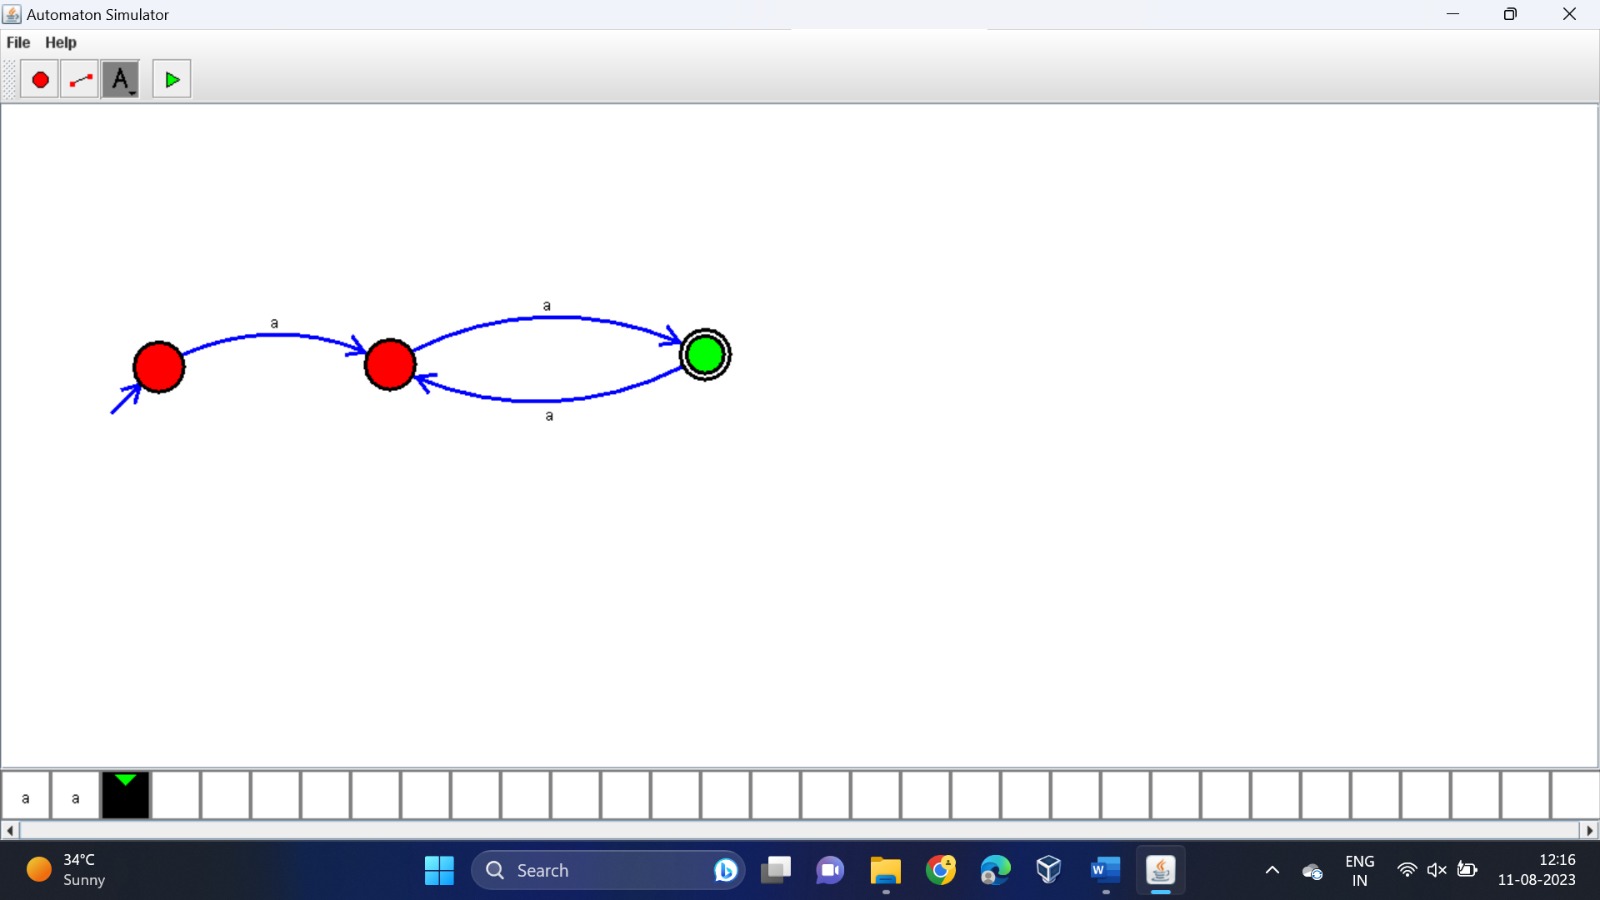 Automaton Simulator
File Help
A
a
a
a
a a
34°C
Sunny
Search
ENG
IN
12:16
11-08-2023